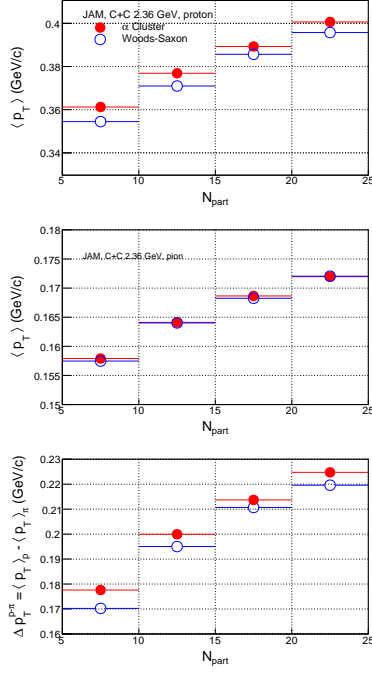 JAM, C+C 2.36 GeV, proton
α Cluster
Woods-Saxon
⟨ p_T ⟩ (GeV/c)
0.4
0.38
0.36
0.34
5 10 15 20 25
N_part
JAM, C+C 2.36 GeV, pion
⟨ p_T ⟩ (GeV/c)
0.18
0.175
0.17
0.165
0.16
0.155
0.15
5 10 15 20 25
N_part
Δ p_T^{p-π} = ⟨ p_T ⟩_p - ⟨ p_T ⟩_π (GeV/c)
0.23
0.22
0.21
0.2
0.19
0.18
0.17
0.16
5 10 15 20 25
N_part